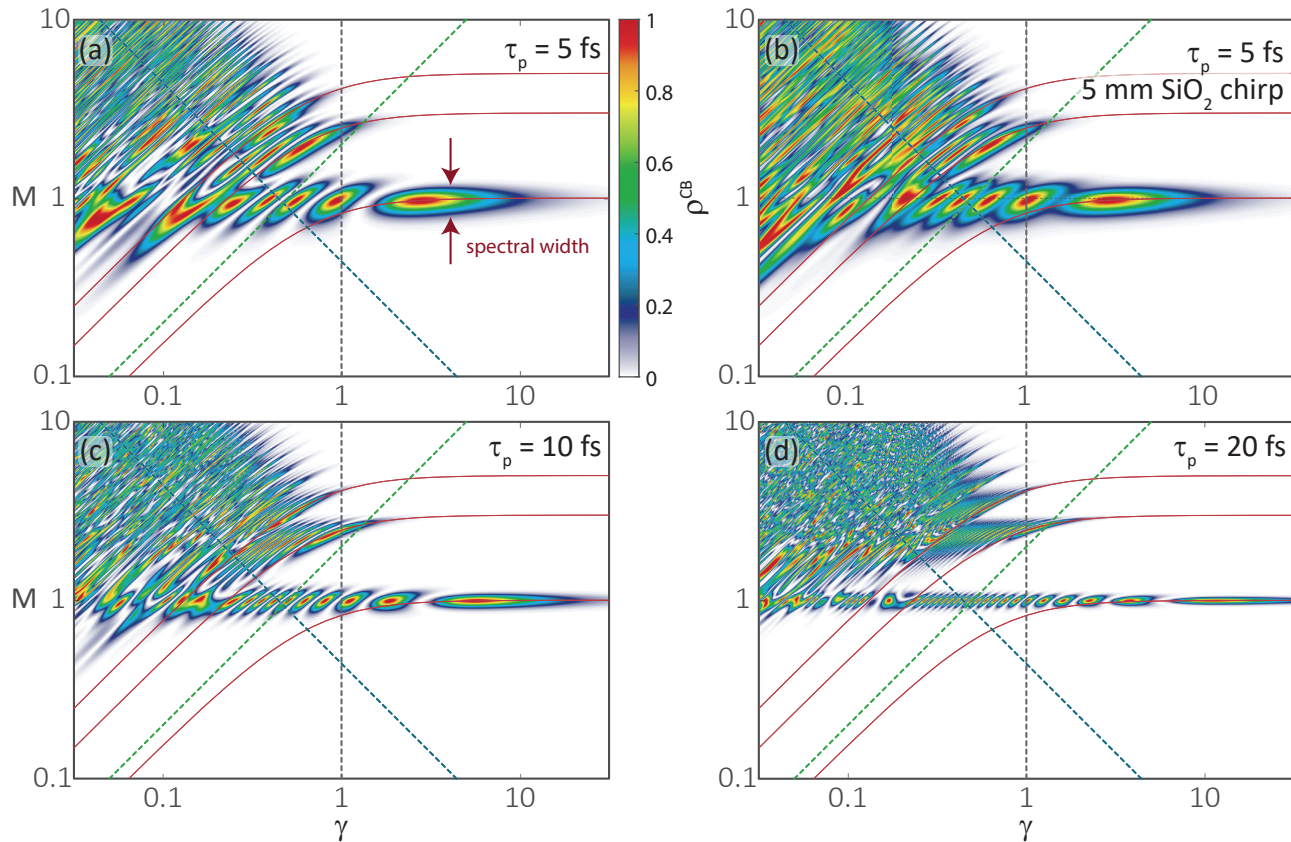 10
(a)
τp = 5 fs
M
1
0.1
0.1
1
10
spectral width
1
0.8
0.6
0.4
0.2
0
ρCB
10
(b)
τp = 5 fs
5 mm SiO2 chirp
1
0.1
0.1
1
10
10
(c)
τp = 10 fs
M
1
0.1
0.1
1
10
γ
10
(d)
τp = 20 fs
1
0.1
0.1
1
10
γ